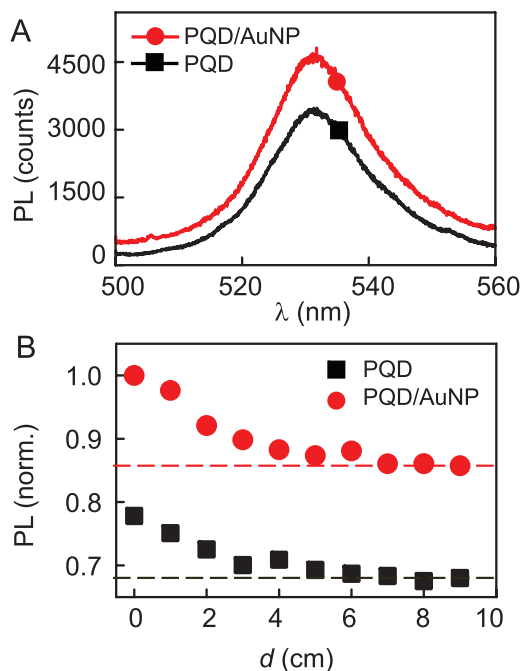 A
PQD/AuNP
PQD
PL (counts)
4500
3000
1500
0
500
520
540
560
λ (nm)
B
PQD
PQD/AuNP
PL (norm.)
1.0
0.9
0.8
0.7
0
2
4
6
8
10
d (cm)